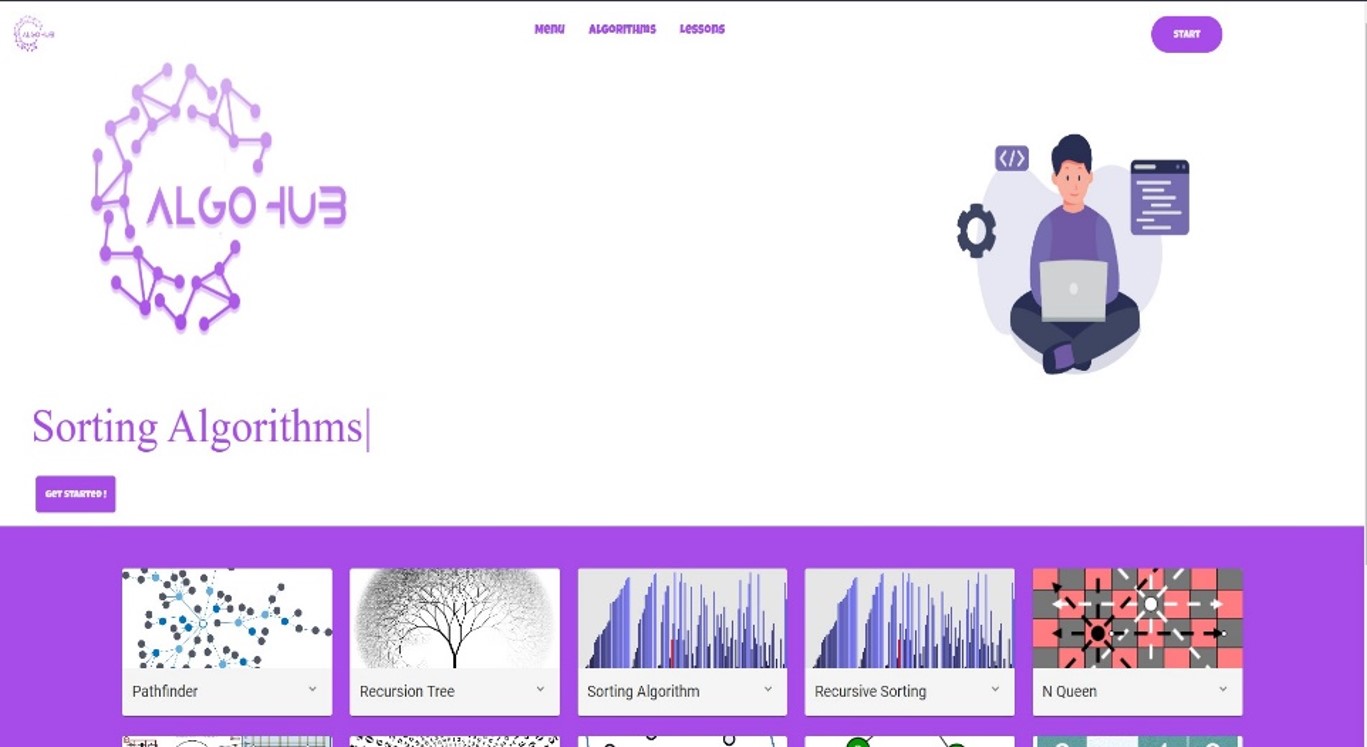 ALGO HUB
Menu Algorithms Lessons
START
ALGO HUB
</>
Sorting Algorithms|
Get Started !
Pathfinder
Recursion Tree
Sorting Algorithm
Recursive Sorting
N Queen